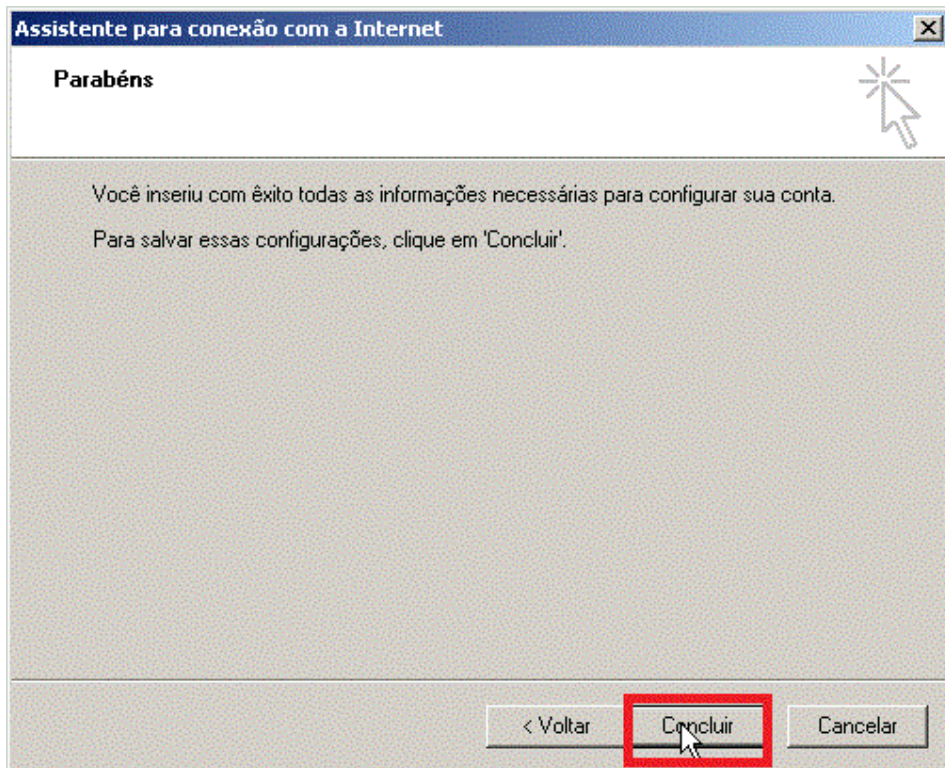 Assistente para conexão com a Internet
Parabéns
Você inseriu com êxito todas as informações necessárias para configurar sua conta.
Para salvar essas configurações, clique em 'Concluir'.
< Voltar Concluir Cancelar